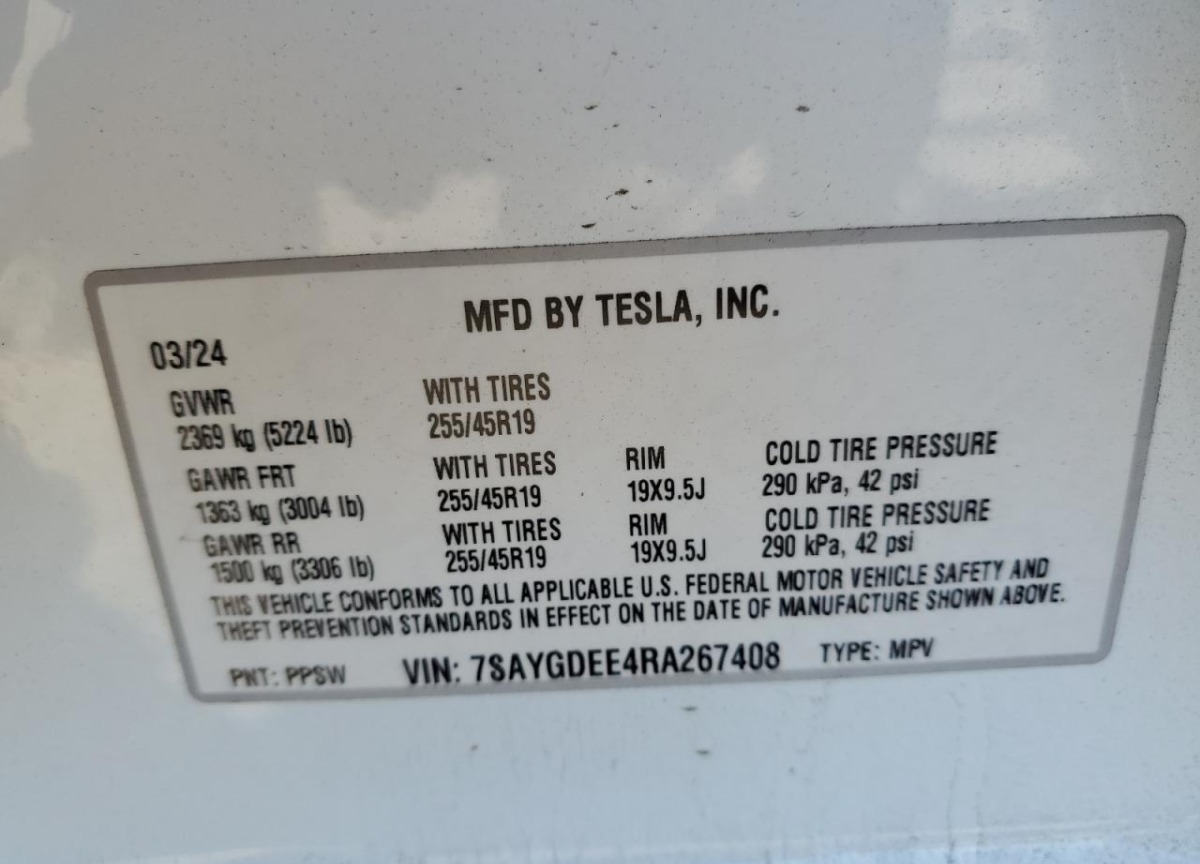 MFD BY TESLA, INC.
03/24
GVWR WITH TIRES
2369 kg (5224 lb) 255/45R19
GAWR FRT WITH TIRES RIM COLD TIRE PRESSURE
1363 kg (3004 lb) 255/45R19 19X9.5J 290 kPa, 42 psi
GAWR RR WITH TIRES RIM COLD TIRE PRESSURE
1500 kg (3306 lb) 255/45R19 19X9.5J 290 kPa, 42 psi
THIS VEHICLE CONFORMS TO ALL APPLICABLE U.S. FEDERAL MOTOR VEHICLE SAFETY AND
THEFT PREVENTION STANDARDS IN EFFECT ON THE DATE OF MANUFACTURE SHOWN ABOVE.
PNT: PPSW VIN: 7SAYGDEE4RA267408 TYPE: MPV